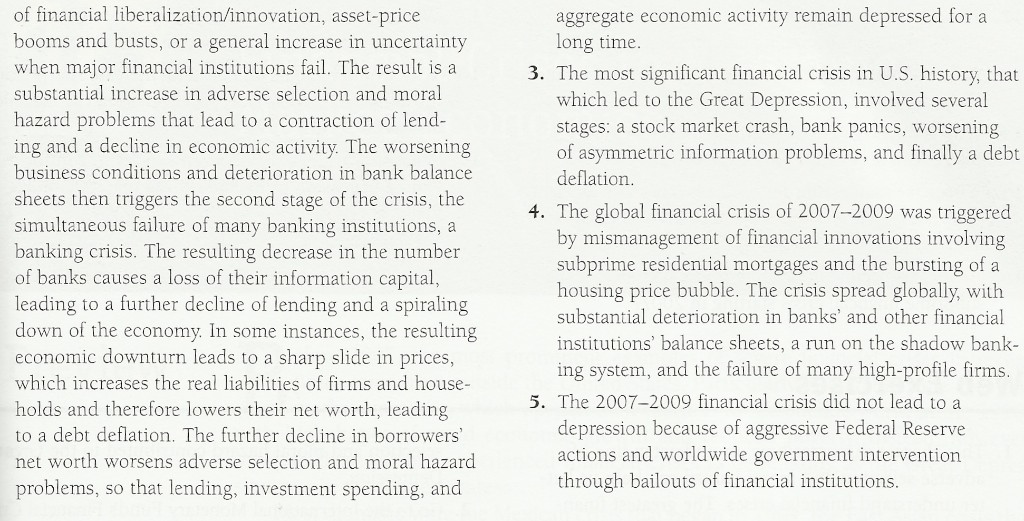 of financial liberalization/innovation, asset-price
booms and busts, or a general increase in uncertainty
when major financial institutions fail. The result is a
substantial increase in adverse selection and moral
hazard problems that lead to a contraction of lend-
ing and a decline in economic activity. The worsening
business conditions and deterioration in bank balance
sheets then triggers the second stage of the crisis, the
simultaneous failure of many banking institutions, a
banking crisis. The resulting decrease in the number
of banks causes a loss of their information capital,
leading to a further decline of lending and a spiraling
down of the economy. In some instances, the resulting
economic downturn leads to a sharp slide in prices,
which increases the real liabilities of firms and house-
holds and therefore lowers their net worth, leading
to a debt deflation. The further decline in borrowers'
net worth worsens adverse selection and moral hazard
problems, so that lending, investment spending, and
aggregate economic activity remain depressed for a
long time.
3. The most significant financial crisis in U.S. history, that
which led to the Great Depression, involved several
stages: a stock market crash, bank panics, worsening
of asymmetric information problems, and finally a debt
deflation.
4. The global financial crisis of 2007–2009 was triggered
by mismanagement of financial innovations involving
subprime residential mortgages and the bursting of a
housing price bubble. The crisis spread globally, with
substantial deterioration in banks' and other financial
institutions' balance sheets, a run on the shadow bank-
ing system, and the failure of many high-profile firms.
5. The 2007–2009 financial crisis did not lead to a
depression because of aggressive Federal Reserve
actions and worldwide government intervention
through bailouts of financial institutions.